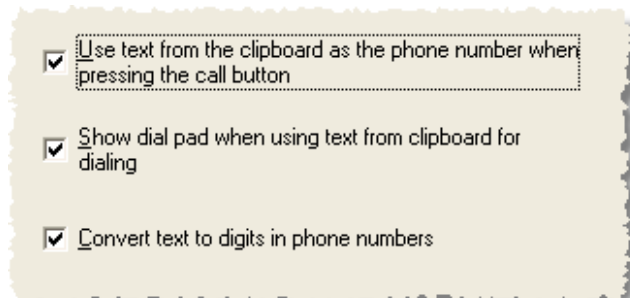 Use text from the clipboard as the phone number when
pressing the call button
Show dial pad when using text from clipboard for
dialing
Convert text to digits in phone numbers